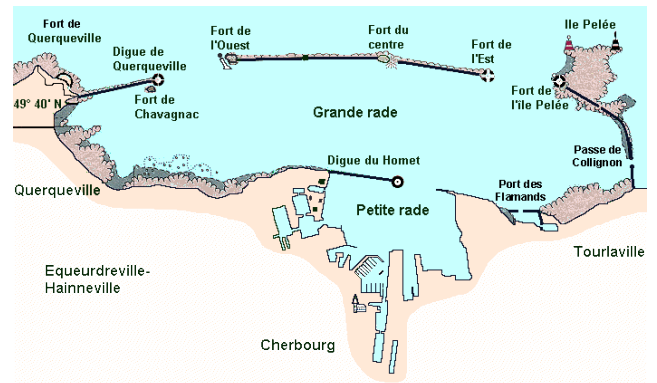 Fort de
Querqueville
Digue de
Querqueville
Fort de
l'Ouest
Fort du
centre
Fort de
l'Est
Ile Pelée
49° 40' N
Fort de
Chavagnac
Grande rade
Fort de
l'île Pelée
Passe de
Collignon
Digue du Homet
Querqueville
Petite rade
Port des
Flamands
Tourlaville
Equeurdreville-
Hainneville
Cherbourg